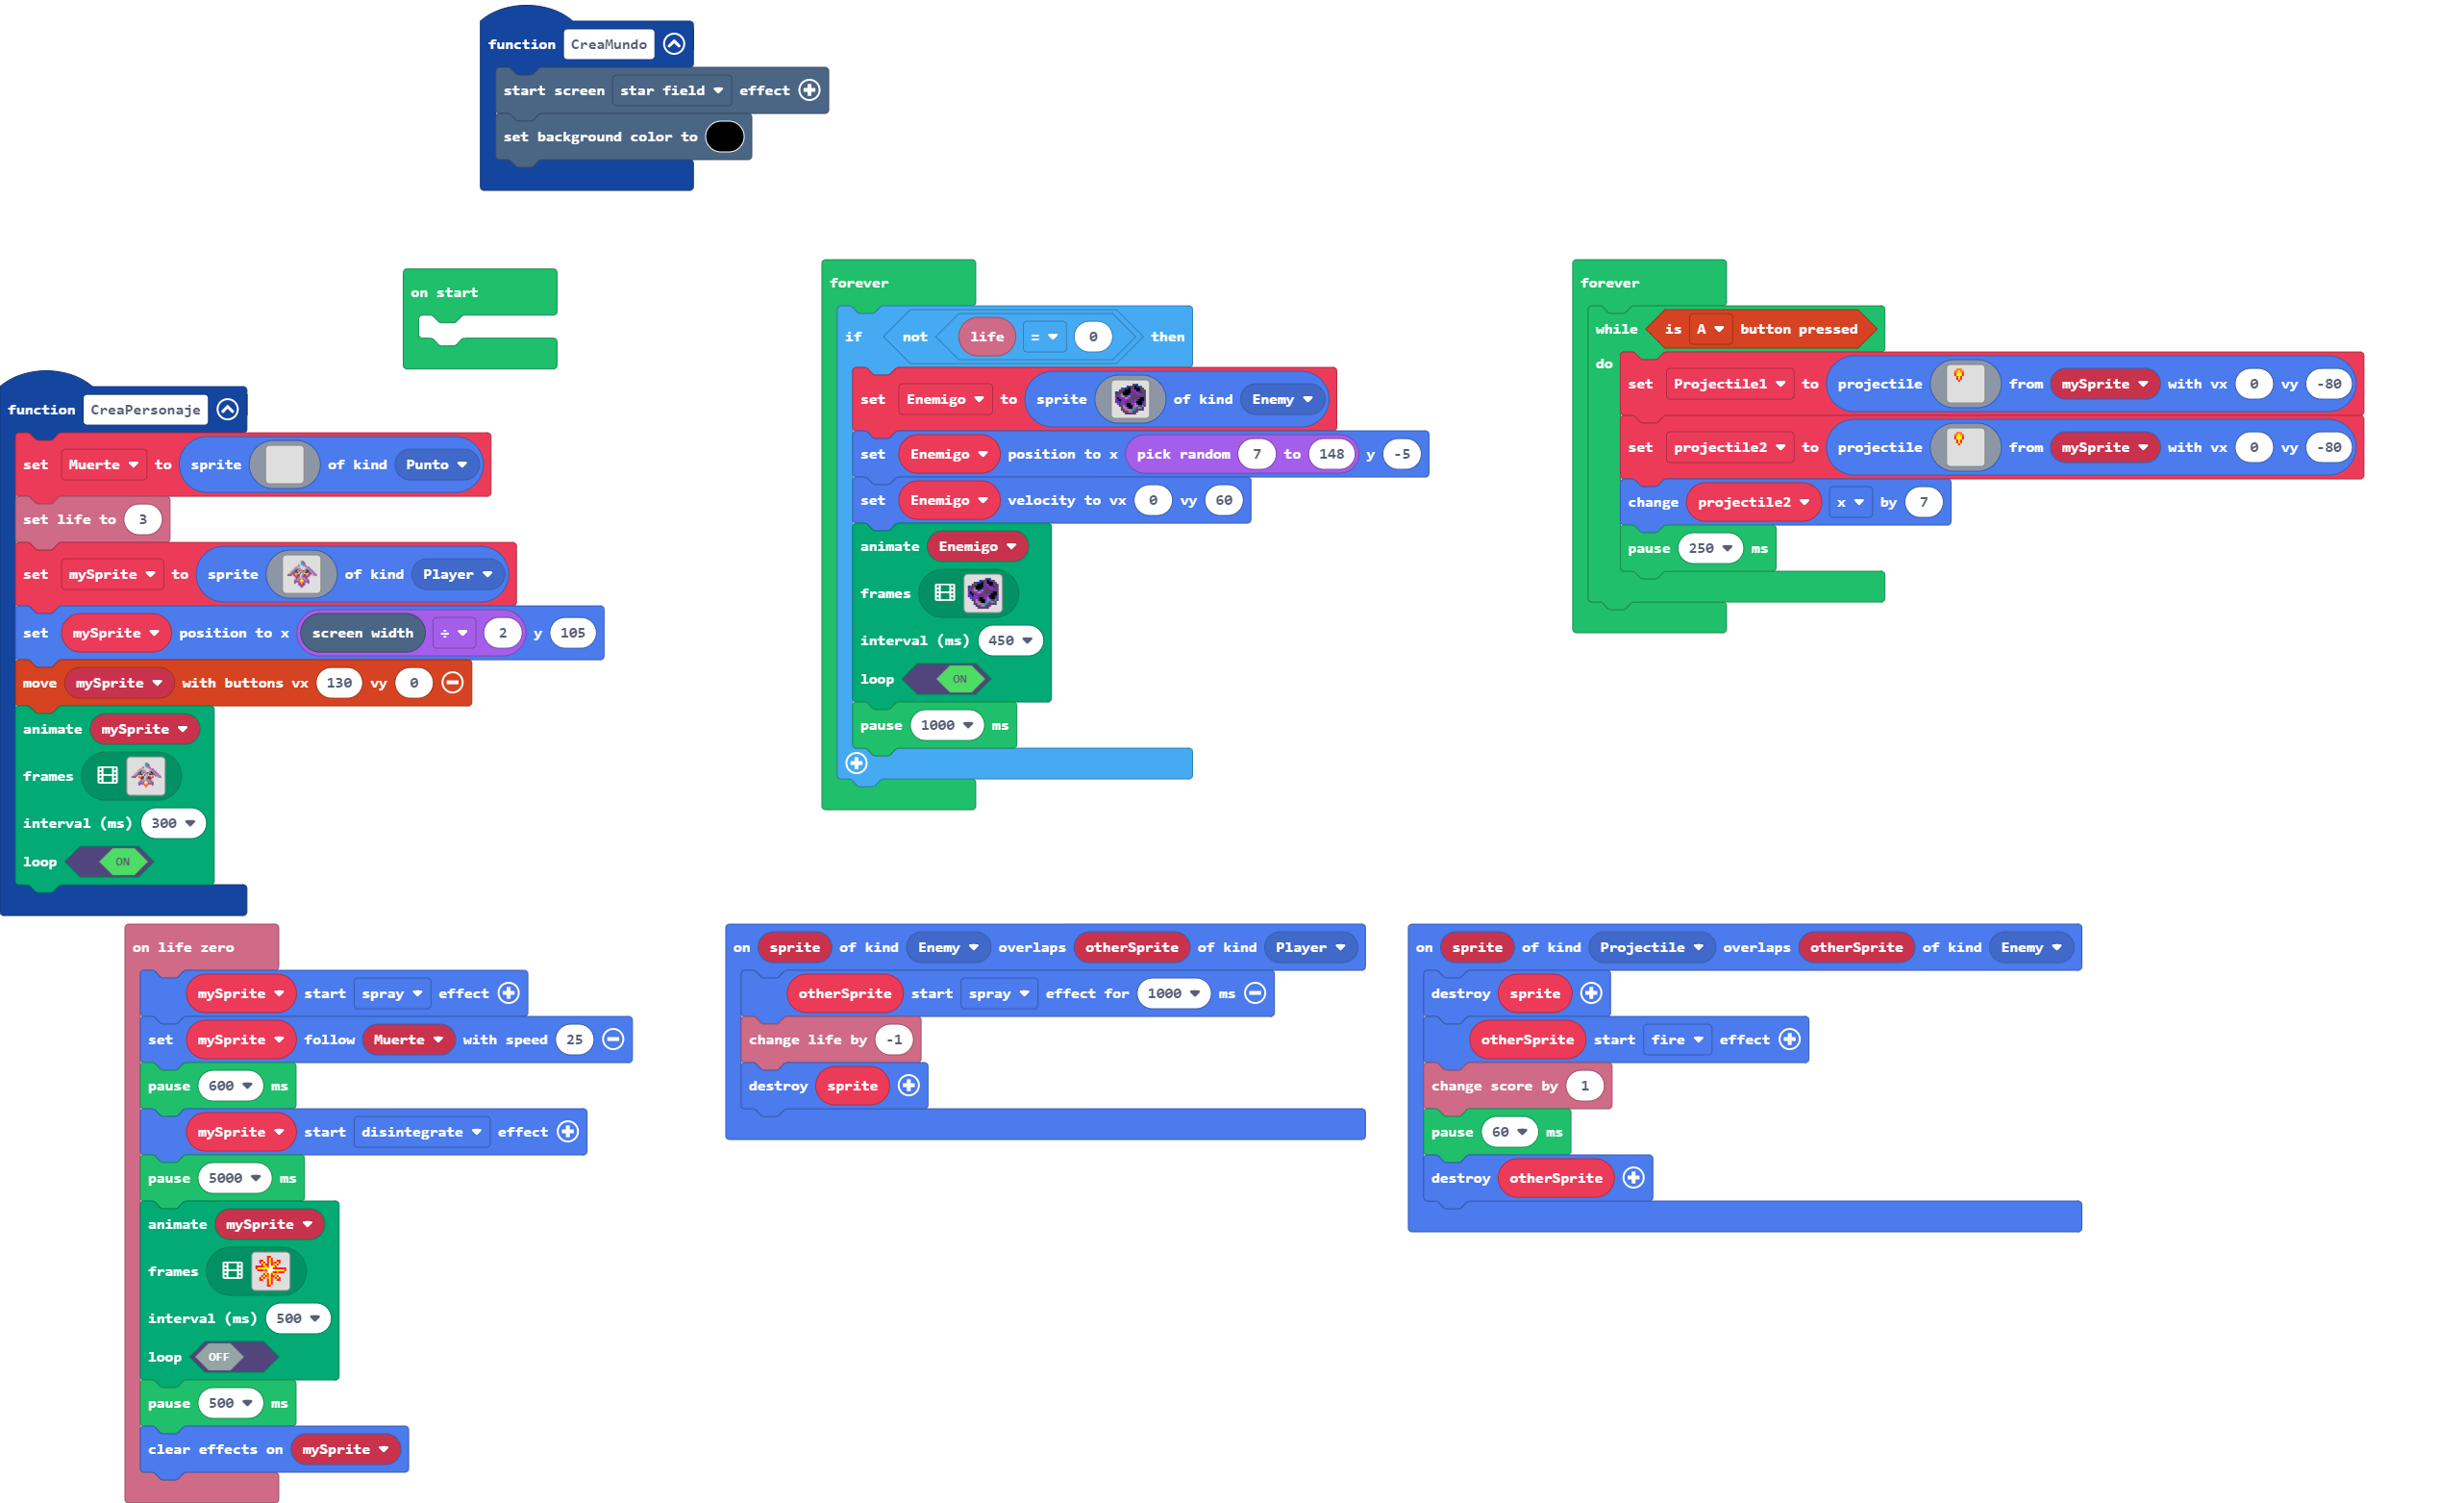 function CreaMundo
start screen star field effect
set background color to
on start
function CreaPersonaje
set Muerte to sprite of kind Punto
set life to 3
set mySprite to sprite of kind Player
set mySprite position to x screen width ÷ 2 y 105
move mySprite with buttons vx 130 vy 0
animate mySprite
frames
interval (ms) 300
loop ON
forever
if not life = 0 then
set Enemigo to sprite of kind Enemy
set Enemigo position to x pick random 7 to 148 y -5
set Enemigo velocity to vx 0 vy 60
animate Enemigo
frames
interval (ms) 450
loop ON
pause 1000 ms
forever
while is A button pressed
do
set Projectile1 to projectile from mySprite with vx 0 vy -80
set projectile2 to projectile from mySprite with vx 0 vy -80
change projectile2 x by 7
pause 250 ms
on life zero
mySprite start spray effect
set mySprite follow Muerte with speed 25
pause 600 ms
mySprite start disintegrate effect
pause 5000 ms
animate mySprite
frames
interval (ms) 500
loop OFF
pause 500 ms
clear effects on mySprite
on sprite of kind Enemy overlaps otherSprite of kind Player
otherSprite start spray effect for 1000 ms
change life by -1
destroy sprite
on sprite of kind Projectile overlaps otherSprite of kind Enemy
destroy sprite
otherSprite start fire effect
change score by 1
pause 60 ms
destroy otherSprite